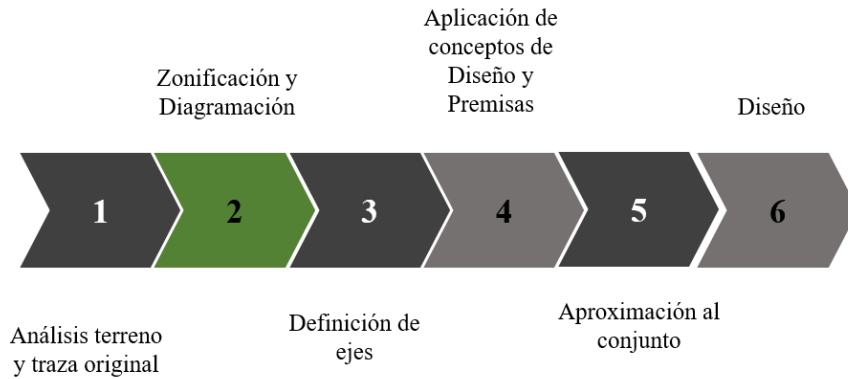 Aplicación de
conceptos de
Diseño y
Premisas
Zonificación y
Diagramación
Diseño
1
2
3
4
5
6
Análisis terreno
y traza original
Definición de
ejes
Aproximación al
conjunto